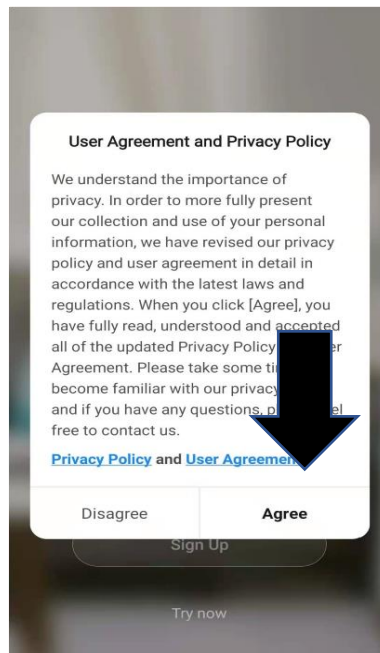 User Agreement and Privacy Policy
We understand the importance of
privacy. In order to more fully present
our collection and use of your personal
information, we have revised our privacy
policy and user agreement in detail in
accordance with the latest laws and
regulations. When you click [Agree], you
have fully read, understood and accepted
all of the updated Privacy Policy
Agreement. Please take some
become familiar with our privacy
and if you have any questions,
free to contact us.
Privacy Policy and User Agreement
Disagree
Agree
Sign Up
Try now